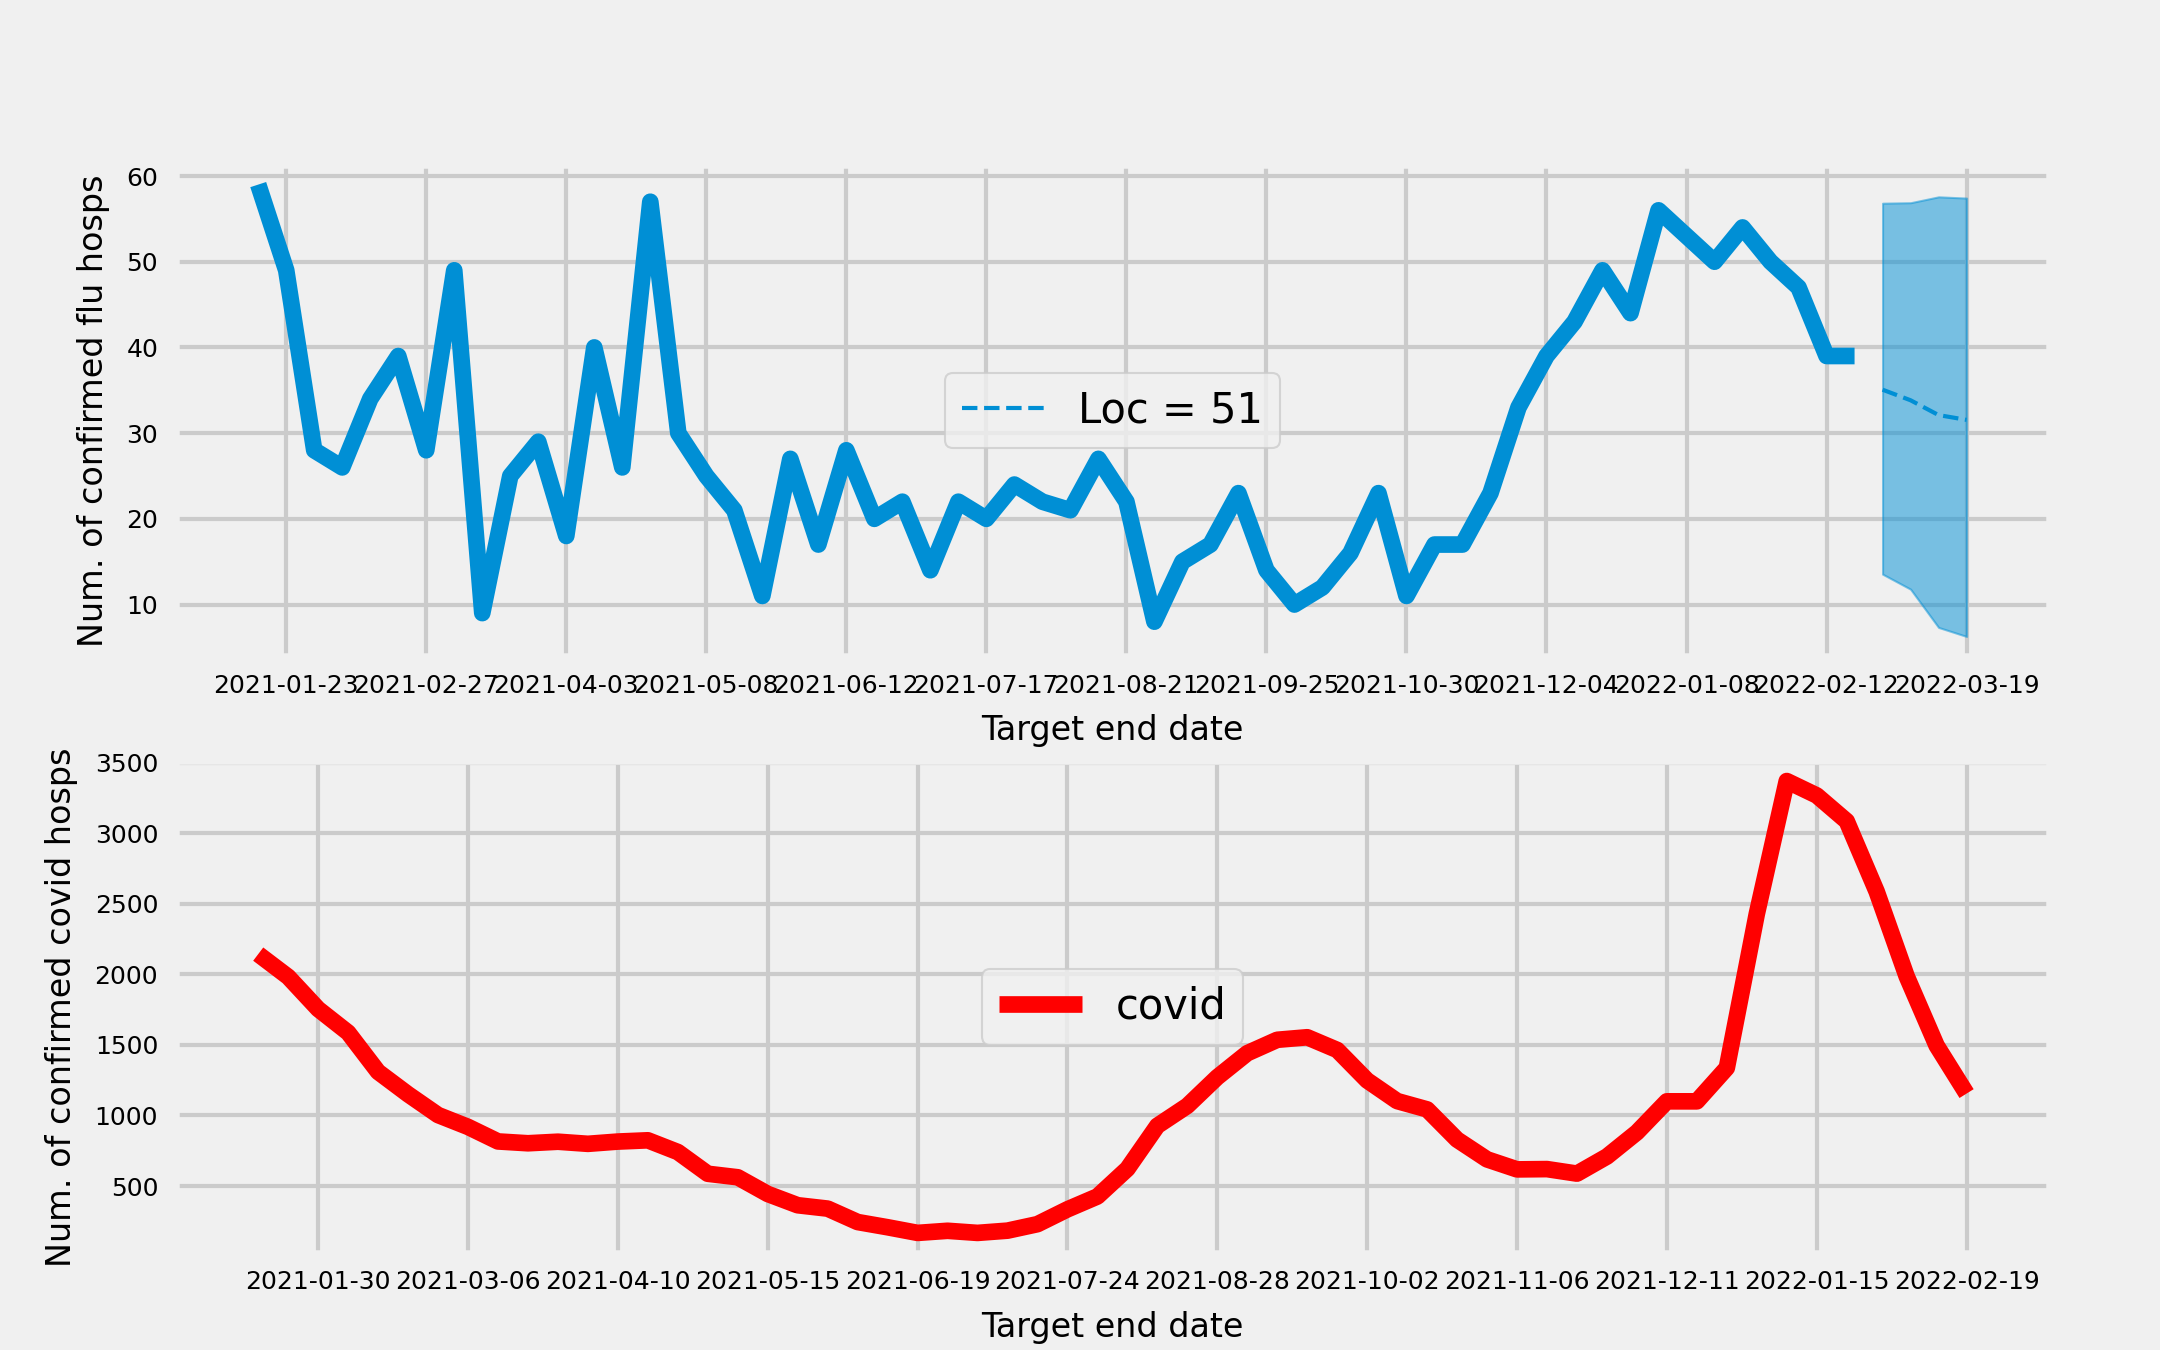 Num. of confirmed flu hosps
60
50
40
30
20
10
Loc = 51
2021-01-23 2021-02-27 2021-04-03 2021-05-08 2021-06-12 2021-07-17 2021-08-21 2021-09-25 2021-10-30 2021-12-04 2022-01-08 2022-02-12 2022-03-19
Target end date
Num. of confirmed covid hosps
3500
3000
2500
2000
1500
1000
500
covid
2021-01-30 2021-03-06 2021-04-10 2021-05-15 2021-06-19 2021-07-24 2021-08-28 2021-10-02 2021-11-06 2021-12-11 2022-01-15 2022-02-19
Target end date